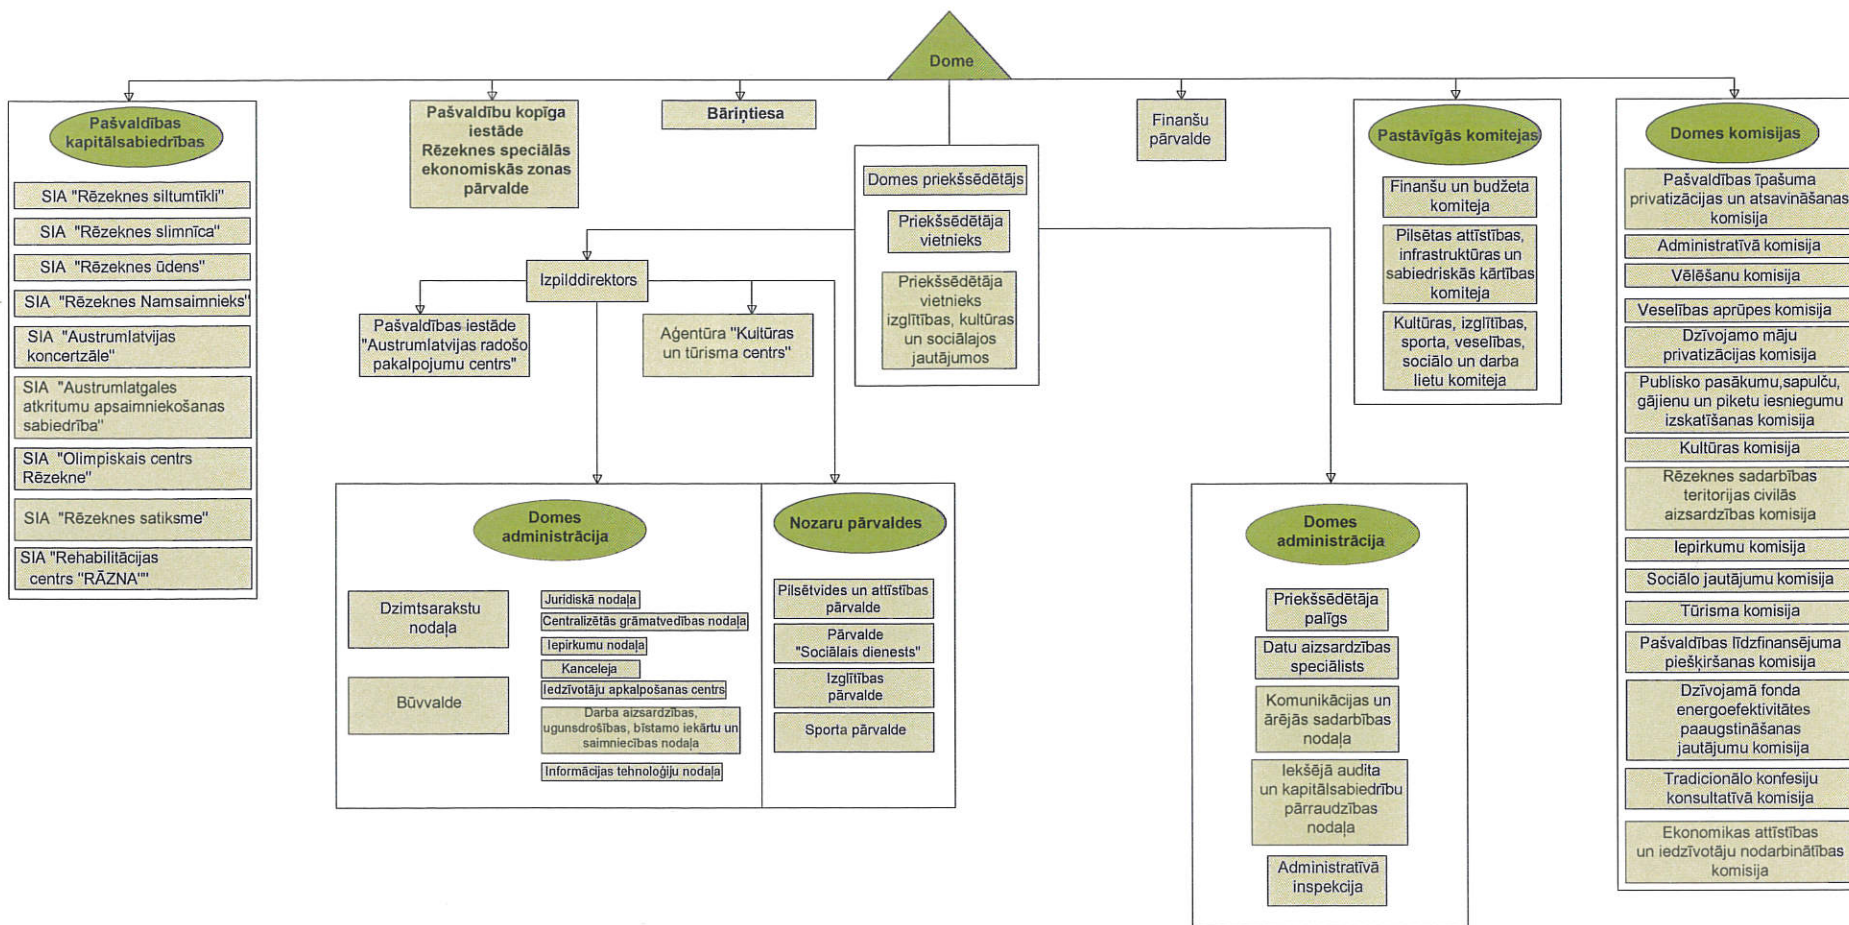 Dome
Pašvaldības
kapitālsabiedrības
SIA "Rēzeknes siltumtīkli"
SIA "Rēzeknes slimnīca"
SIA "Rēzeknes ūdens"
SIA "Rēzeknes Namsaimnieks"
SIA "Austrumlatvijas
koncertzāle"
SIA "Austrumlatgales
atkritumu apsaimniekošanas
sabiedrība"
SIA "Olimpiskais centrs
Rēzekne"
SIA "Rēzeknes satiksme"
SIA "Rehabilitācijas
centrs "RĀZNA""
Pašvaldību kopīga
iestāde
Rēzeknes speciālās
ekonomiskās zonas
pārvalde
Bāriņtiesa
Domes priekšsēdētājs
Priekšsēdētāja
vietnieks
Priekšsēdētāja
vietnieks
izglītības, kultūras
un sociālajos
jautājumos
Finanšu
pārvalde
Izpilddirektors
Pašvaldības iestāde
"Austrumlatvijas radošo
pakalpojumu centrs"
Aģentūra "Kultūras
un tūrisma centrs"
Domes
administrācija
Dzimtsarakstu
nodaļa
Būvvalde
Juridiskā nodaļa
Centralizētās grāmatvedības nodaļa
Iepirkumu nodaļa
Kanceleja
Iedzīvotāju apkalpošanas centrs
Darba aizsardzības,
ugunsdrošības, bīstamo iekārtu un
saimniecības nodaļa
Informācijas tehnoloģiju nodaļa
Nozaru pārvaldes
Pilsētvides un attīstības
pārvalde
Pārvalde
"Sociālais dienests"
Izglītības
pārvalde
Sporta pārvalde
Domes
administrācija
Priekšsēdētāja
palīgs
Datu aizsardzības
speciālists
Komunikācijas un
ārējās sadarbības
nodaļa
Iekšējā audita
un kapitālsabiedrību
pārraudzības
nodaļa
Administratīvā
inspekcija
Pastāvīgās komitejas
Finanšu un budžeta
komiteja
Pilsētas attīstības,
infrastruktūras un
sabiedriskās kārtības
komiteja
Kultūras, izglītības,
sporta, veselības,
sociālo un darba
lietu komiteja
Domes komisijas
Pašvaldības īpašuma
privatizācijas un atsavināšanas
komisija
Administratīvā komisija
Vēlēšanu komisija
Veselības aprūpes komisija
Dzīvojamo māju
privatizācijas komisija
Publisko pasākumu,sapulču,
gājienu un piketu iesniegumu
izskatīšanas komisija
Kultūras komisija
Rēzeknes sadarbības
teritorijas civilās
aizsardzības komisija
Iepirkumu komisija
Sociālo jautājumu komisija
Tūrisma komisija
Pašvaldības līdzfinansējuma
piešķiršanas komisija
Dzīvojamā fonda
energoefektivitātes
paaugstināšanas
jautājumu komisija
Tradicionālo konfesiju
konsultatīvā komisija
Ekonomikas attīstības
un iedzīvotāju nodarbinātības
komisija